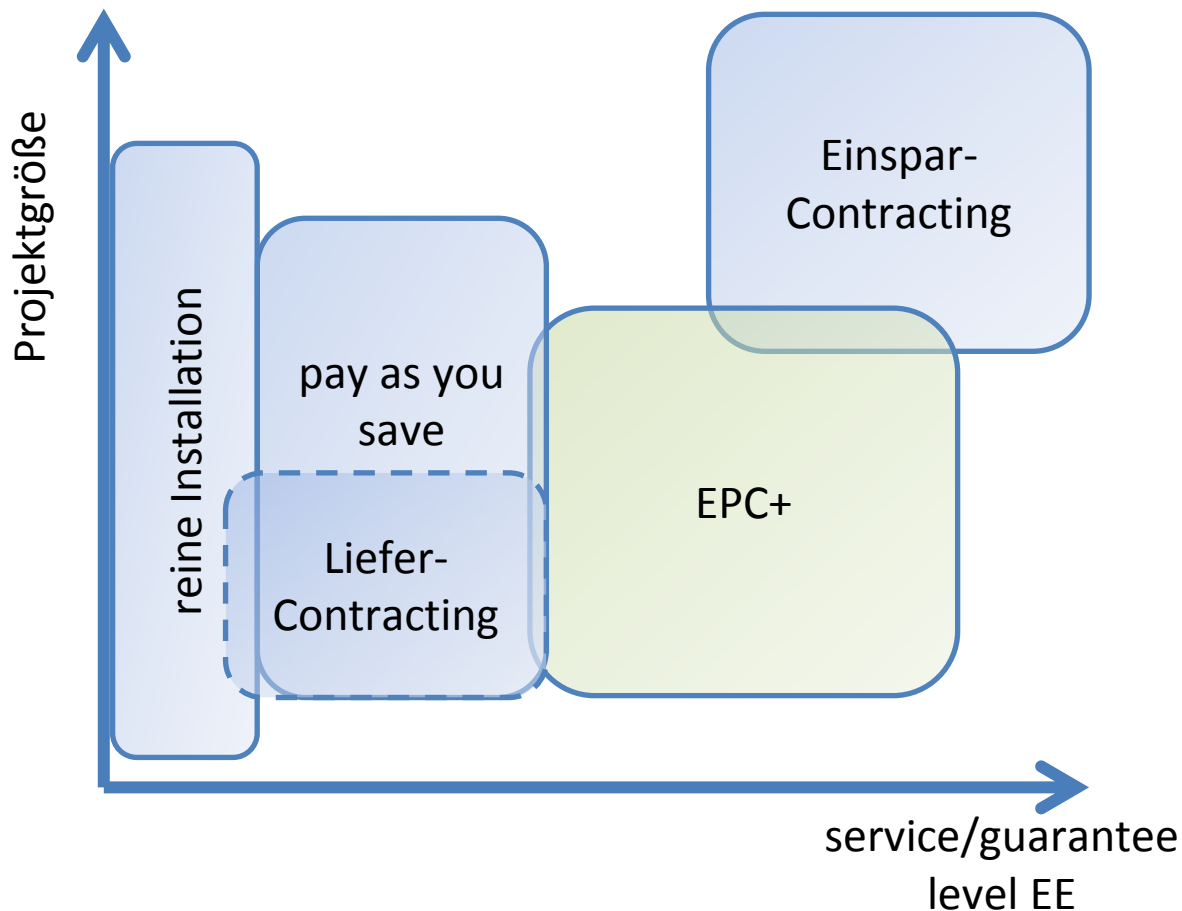 Projektgröße
reine Installation
pay as you
save
Liefer-
Contracting
EPC+
Einspar-
Contracting
service/guarantee
level EE